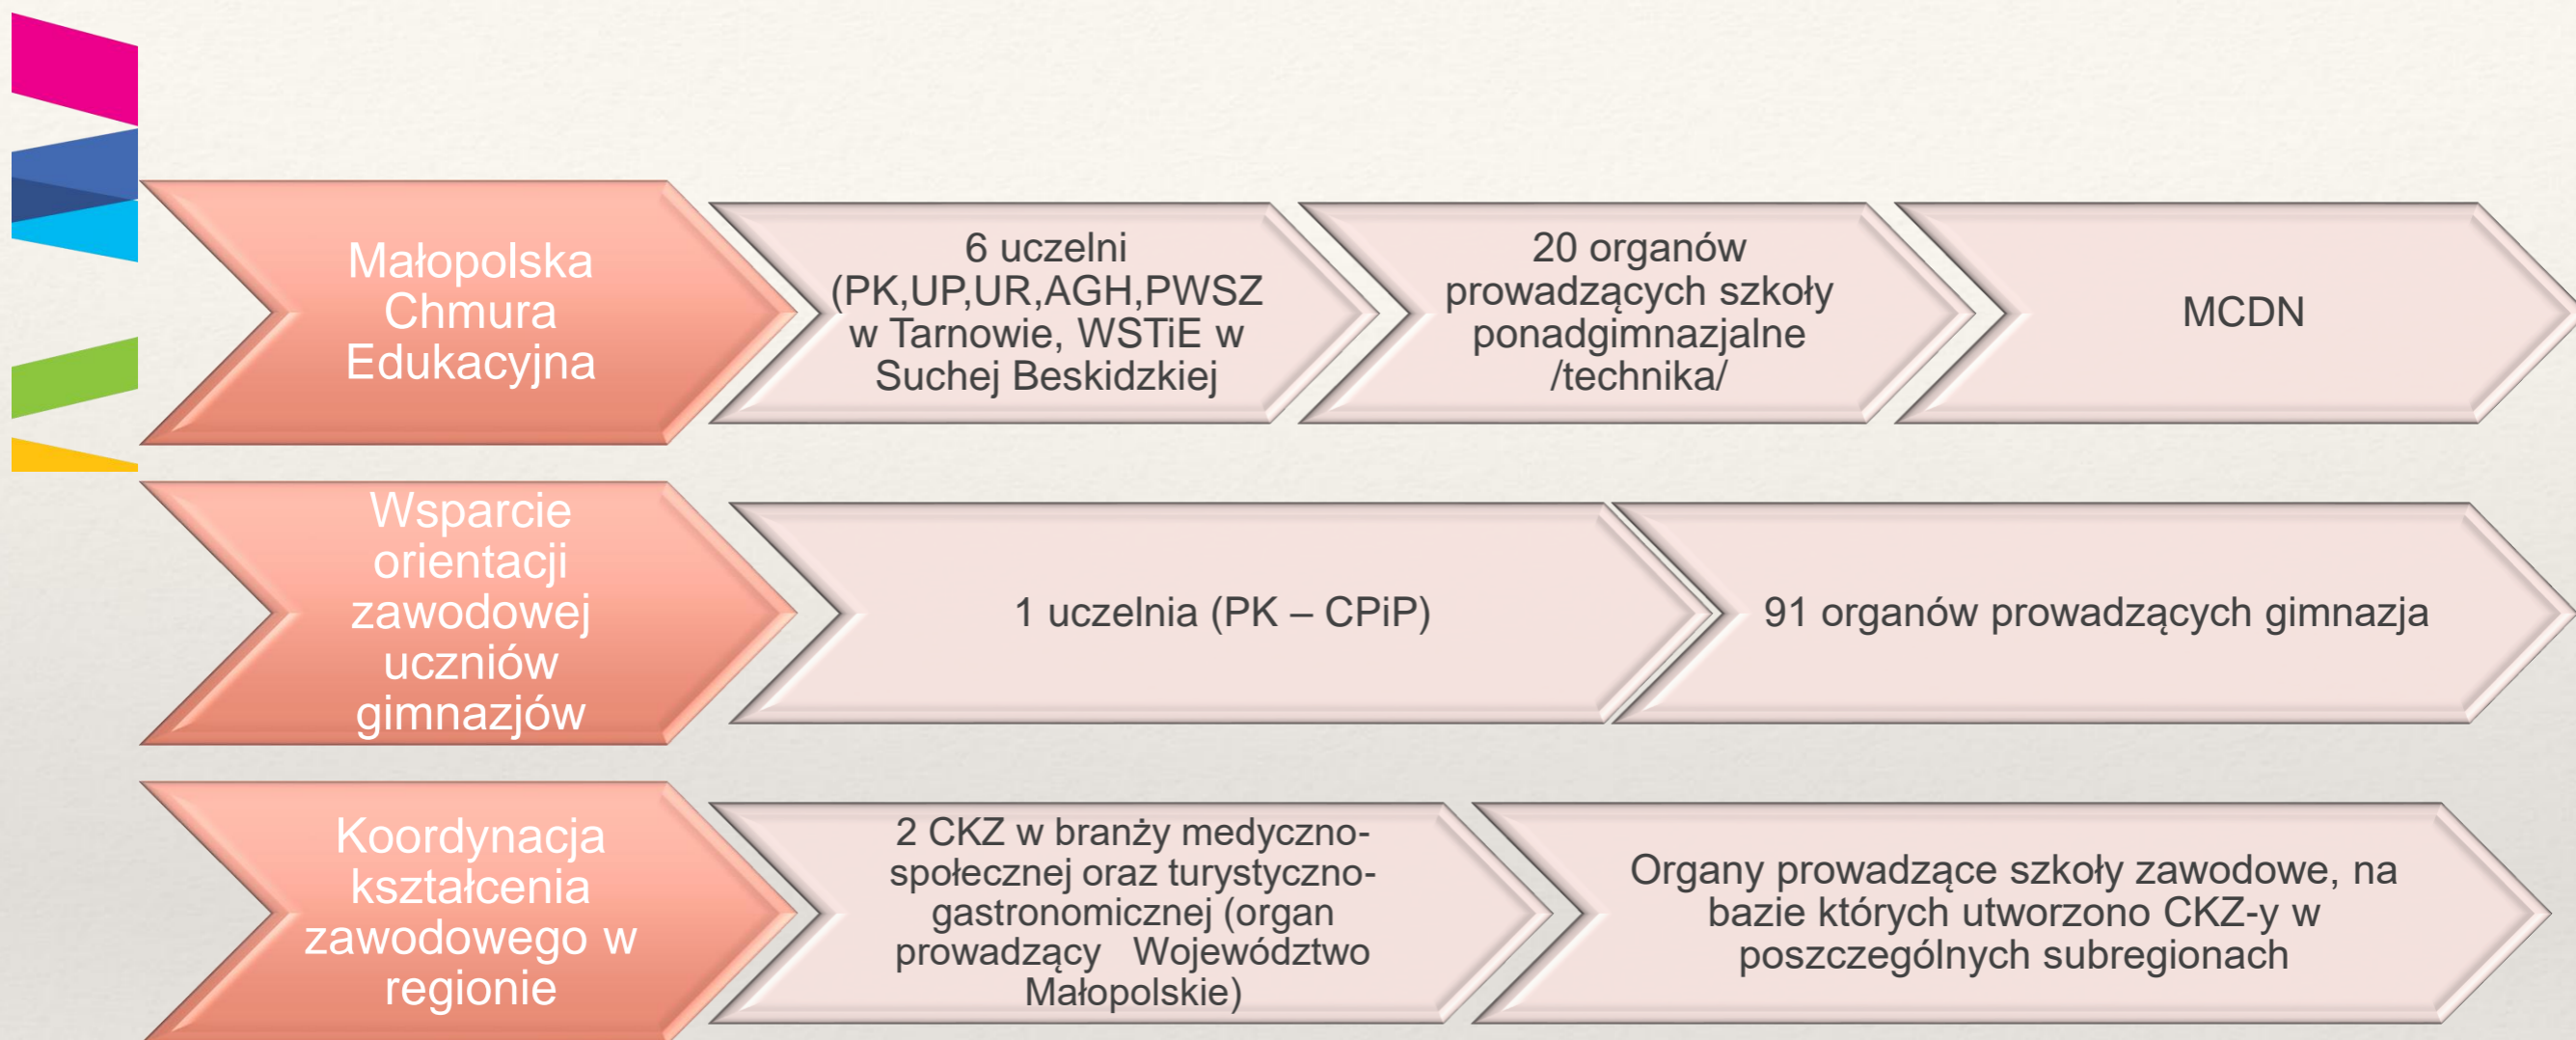 Małopolska
Chmura
Edukacyjna
6 uczelni
(PK,UP,UR,AGH,PWSZ
w Tarnowie, WSTiE w
Suchej Beskidzkiej
20 organów
prowadzących szkoły
ponadgimnazjalne
/technika/
MCDN
Wsparcie
orientacji
zawodowej
uczniów
gimnazjów
1 uczelnia (PK – CPiP)
91 organów prowadzących gimnazja
Koordynacja
kształcenia
zawodowego w
regionie
2 CKZ w branży medyczno-
społecznej oraz turystyczno-
gastronomicznej (organ
prowadzący Województwo
Małopolskie)
Organy prowadzące szkoły zawodowe, na
bazie których utworzono CKZ-y w
poszczególnych subregionach